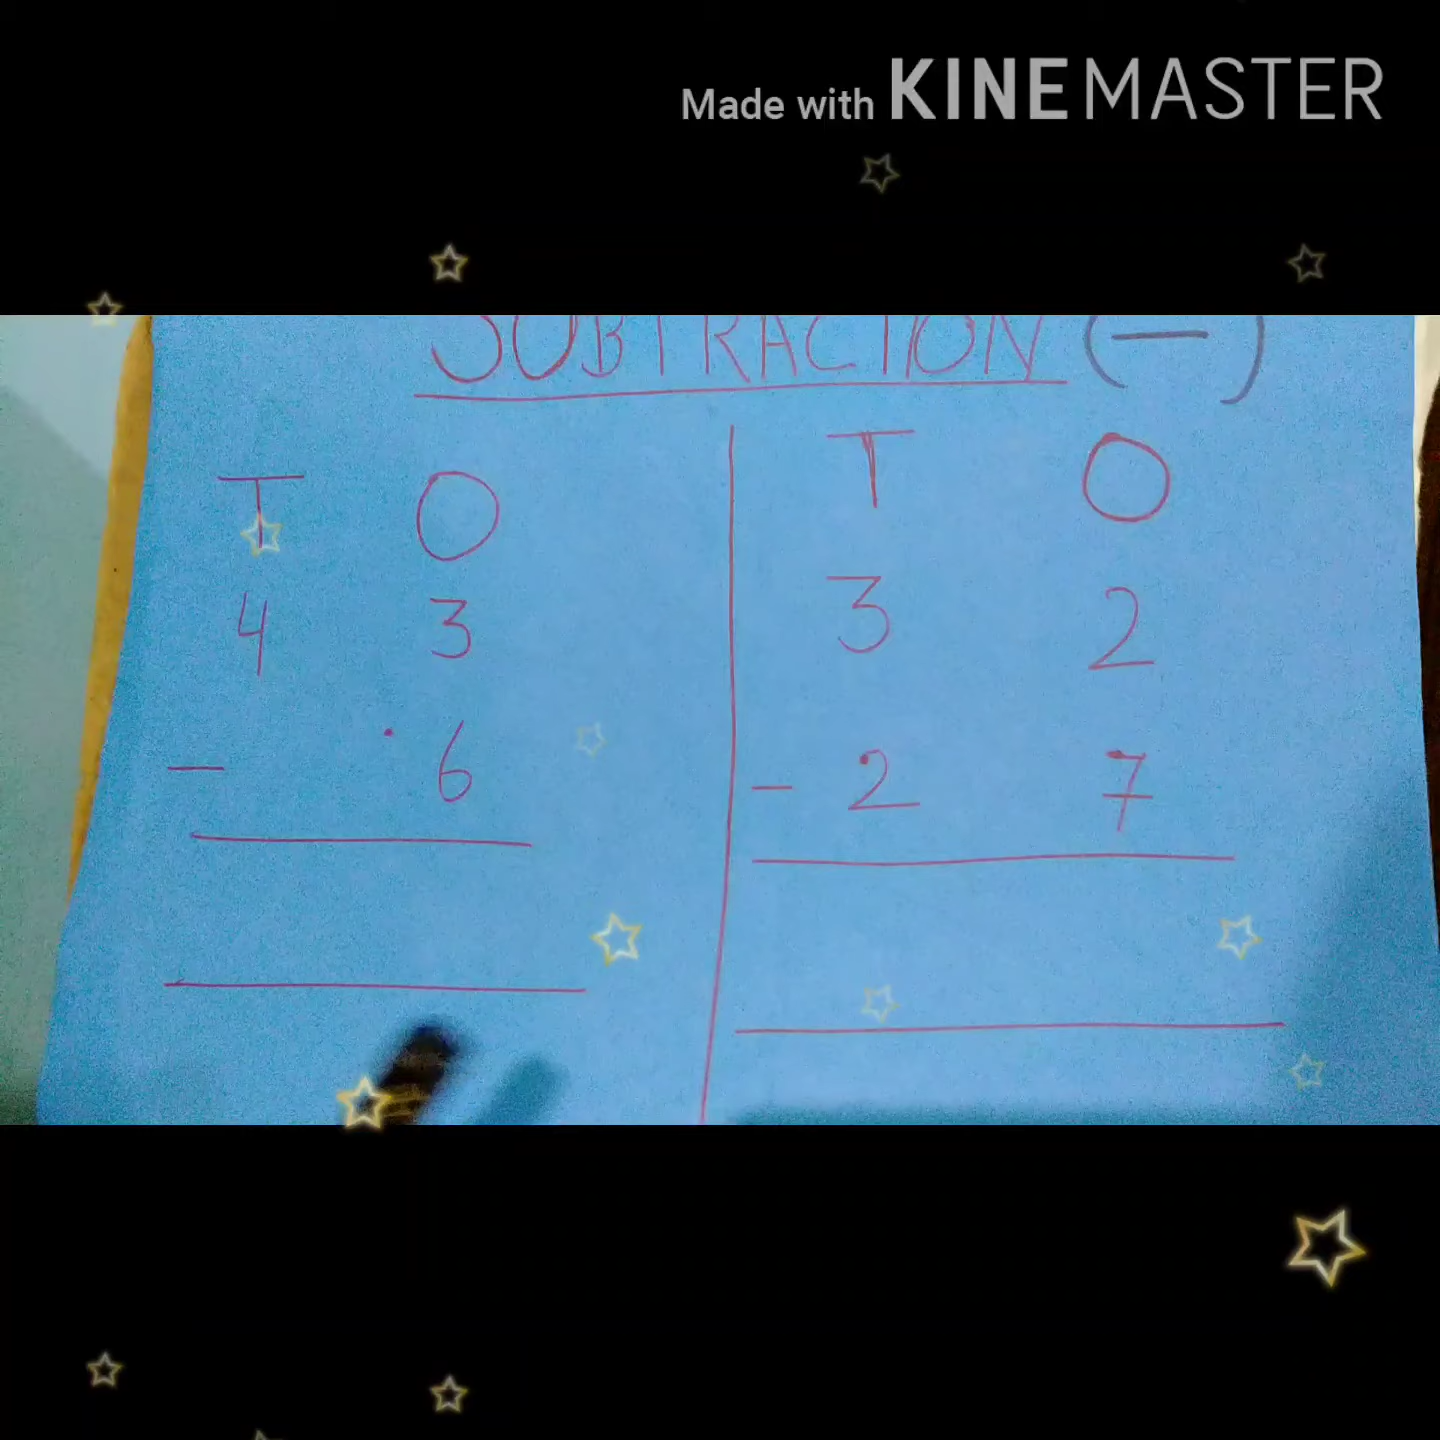 Made with KINEMASTER
SUBTRACTION (—)
T O
4 3
- 6
T O
3 2
- 2 7